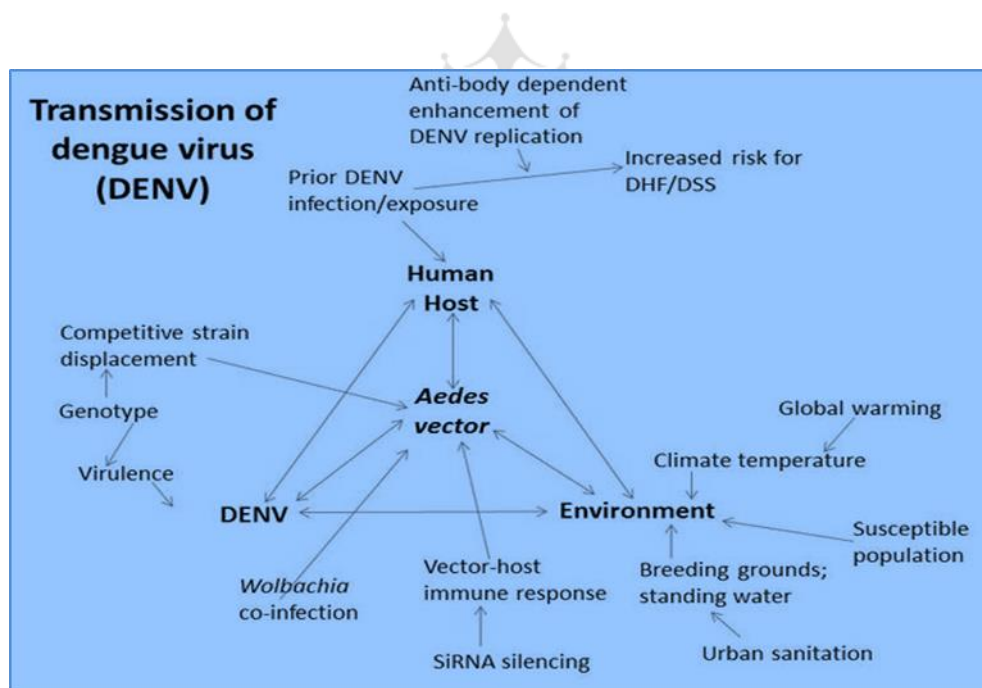 Transmission of
dengue virus
(DENV)
Anti-body dependent
enhancement of
DENV replication
Increased risk for
DHF/DSS
Prior DENV
infection/exposure
Human
Host
Competitive strain
displacement
Genotype
Virulence
Aedes
vector
Global warming
Climate temperature
DENV
Environment
Susceptible
population
Wolbachia
co-infection
Vector-host
immune response
Breeding grounds;
standing water
SiRNA silencing
Urban sanitation